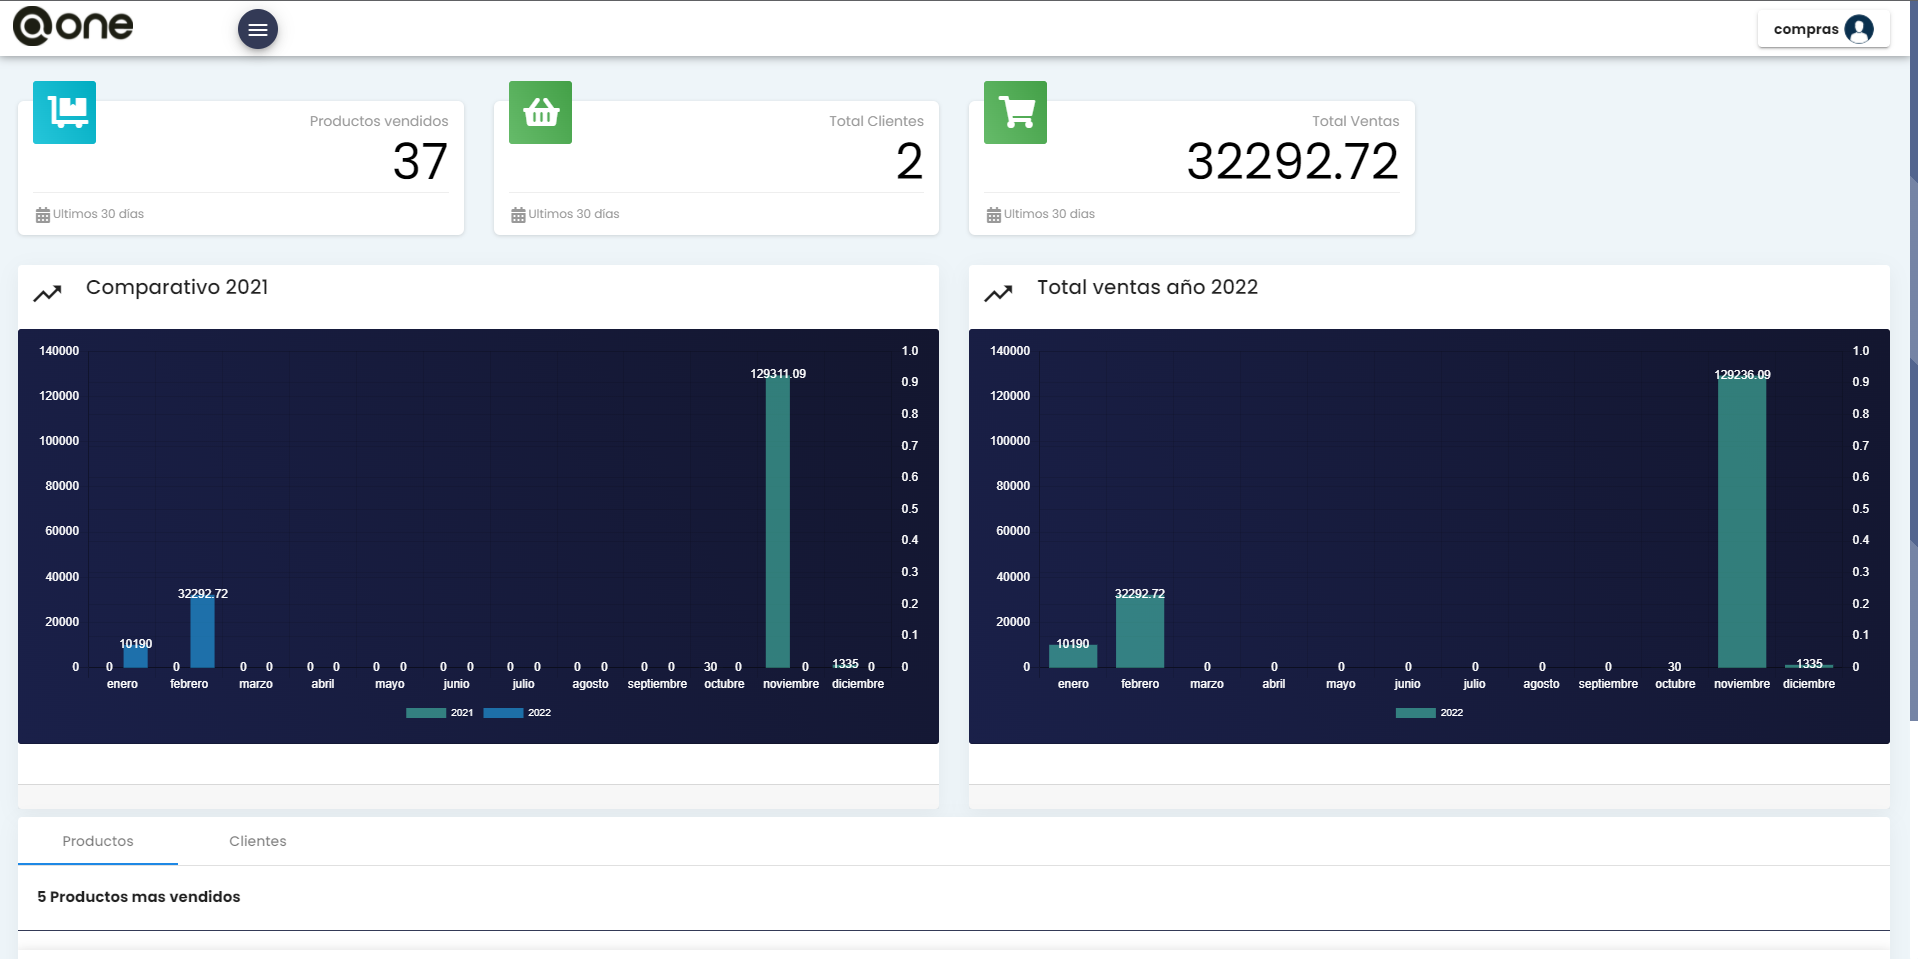 @one
compras
Productos vendidos
37
Ultimos 30 días
Total Clientes
2
Ultimos 30 días
Total Ventas
32292.72
Ultimos 30 días
Comparativo 2021
140000 1.0
129311.09
0.9
120000
0.8
100000
0.7
80000 0.6
0.5
60000
0.4
40000 0.3
32292.72
0.2
20000
0.1
10190
0 0 0 0 0 0 0 0 0 0 0 0 0 0 0 0 0 0 30 0 0 1335 0 0
enero febrero marzo abril mayo junio julio agosto septiembre octubre noviembre diciembre
2021 2022
Total ventas año 2022
140000 1.0
129236.09
0.9
120000
0.8
100000
0.7
80000 0.6
0.5
60000
0.4
40000 0.3
32292.72
0.2
20000
0.1
10190
0 0 0 0 0 0 0 0 30 1335 0
enero febrero marzo abril mayo junio julio agosto septiembre octubre noviembre diciembre
2022
Productos Clientes
5 Productos mas vendidos